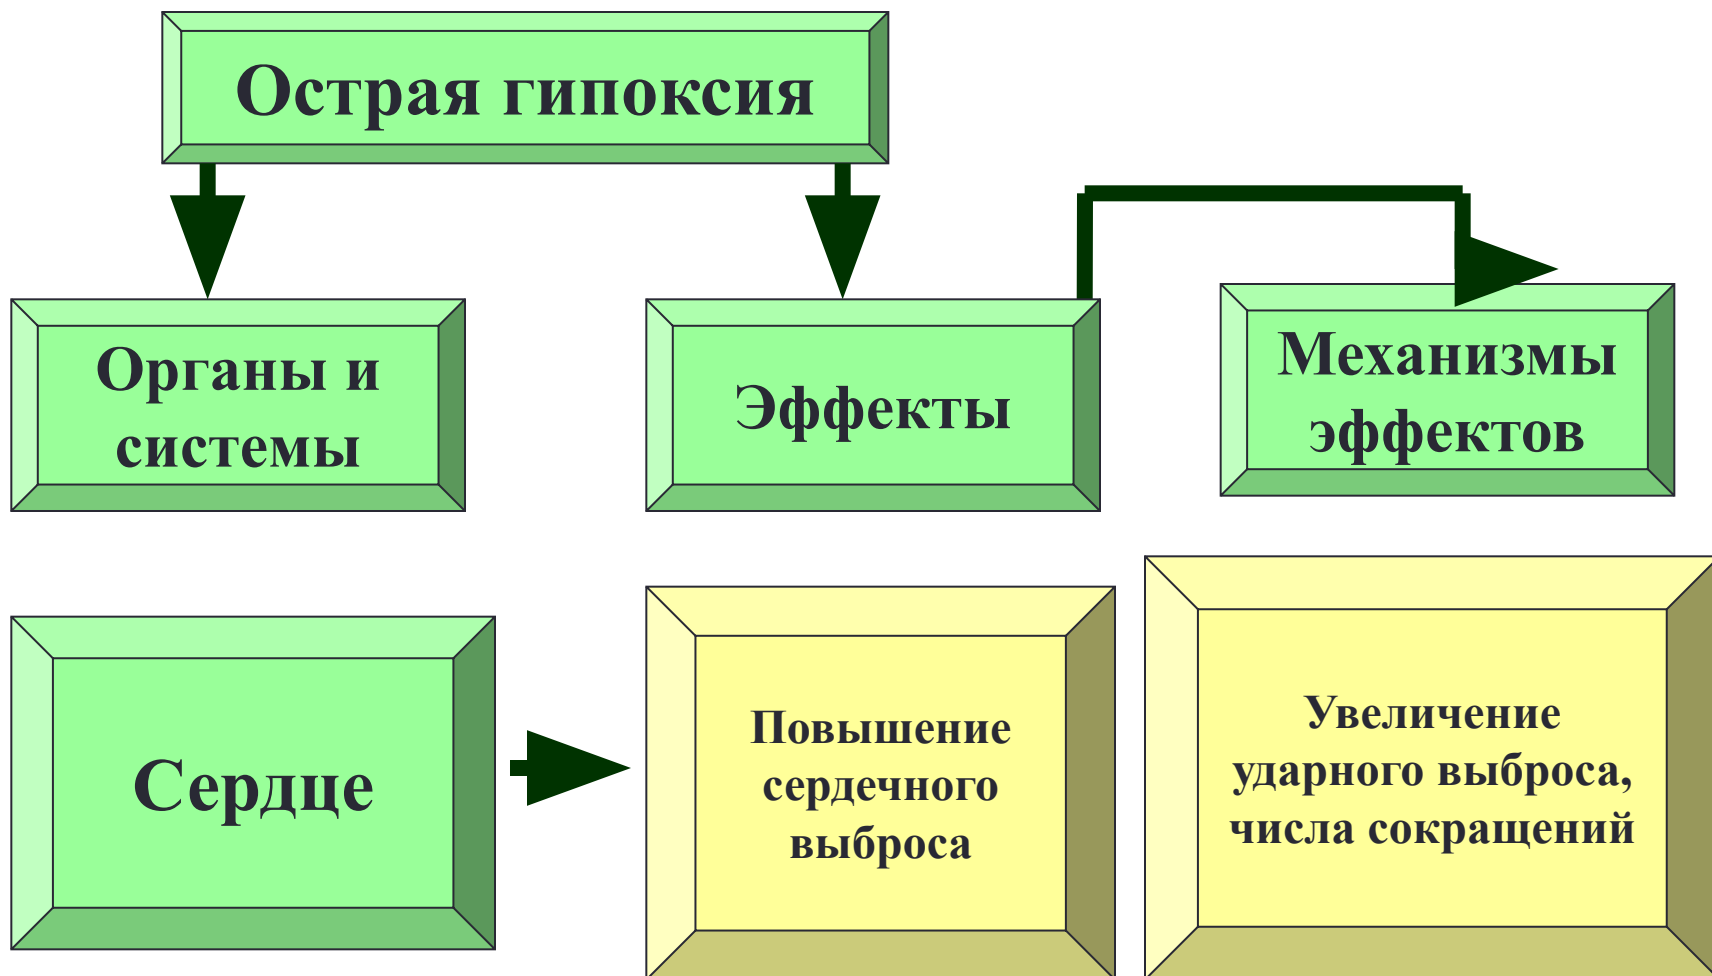 Острая гипоксия
Органы и
системы
Эффекты
Механизмы
эффектов
Сердце
Повышение
сердечного
выброса
Увеличение
ударного выброса,
числа сокращений